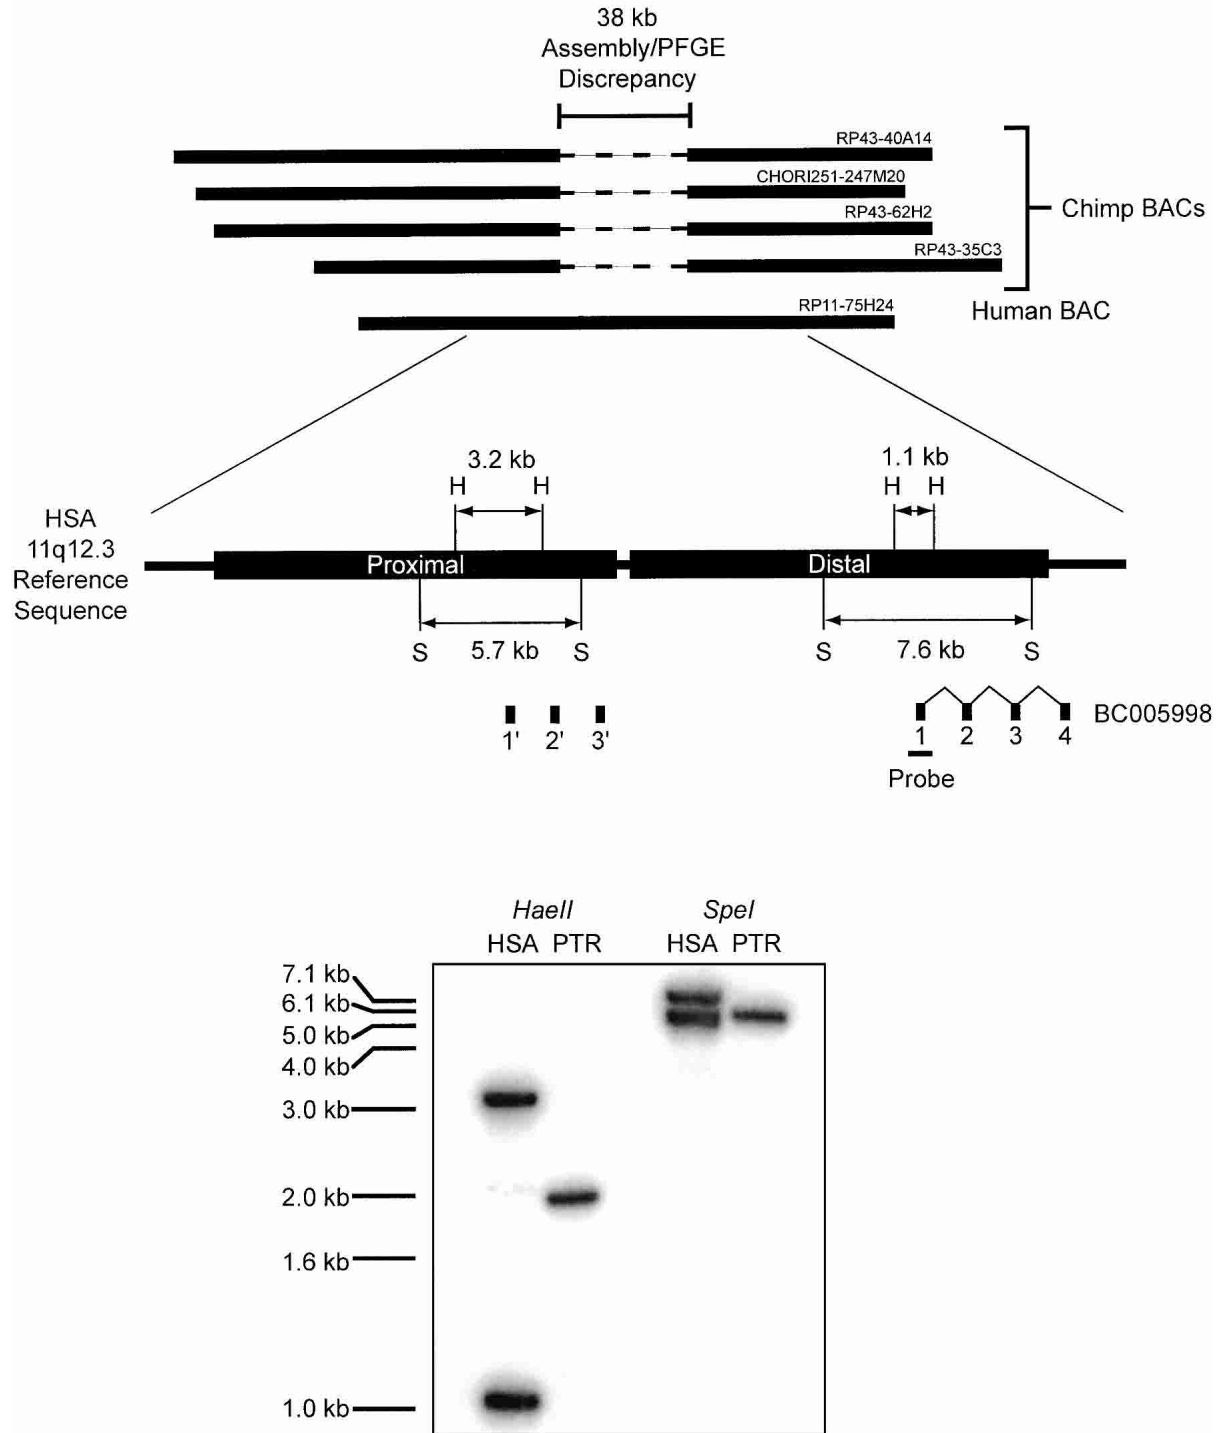 38 kb
Assembly/PFGE
Discrepancy
RP43-40A14
CHORI251-247M20
RP43-62H2
RP43-35C3
Chimp BACs
RP11-75H24
Human BAC
3.2 kb
1.1 kb
H H H H
HSA
11q12.3
Reference
Sequence
Proximal Distal
S 5.7 kb S S 7.6 kb S
BC005998
1' 2' 3' 1 2 3 4
Probe
HaeII SpeI
HSA PTR HSA PTR
7.1 kb
6.1 kb
5.0 kb
4.0 kb
3.0 kb
2.0 kb
1.6 kb
1.0 kb